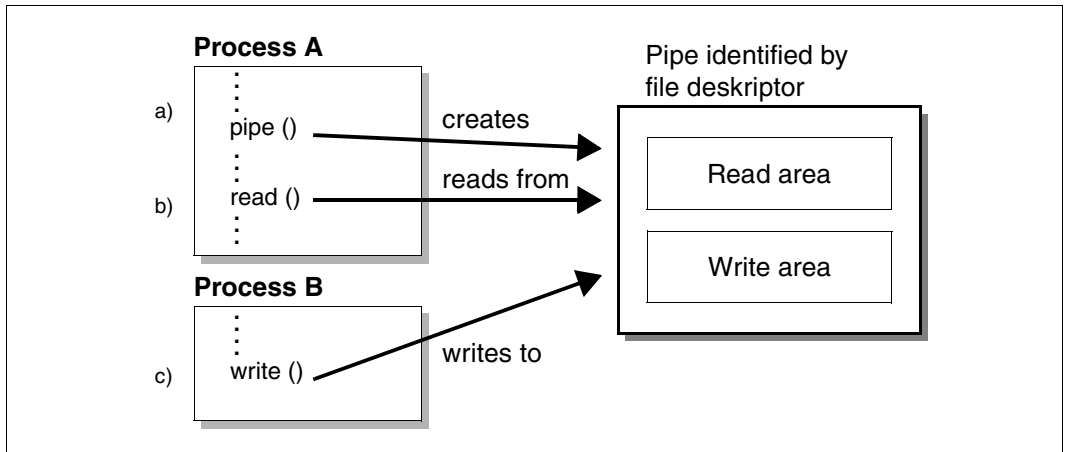 Process A
Pipe identified by
file deskriptor
a)
pipe ()
creates
Read area
b)
read ()
reads from
Write area
Process B
writes to
c)
write ()